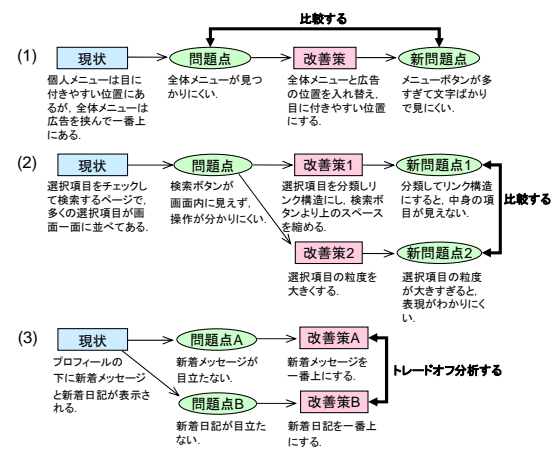 比較する
(1)
現状
問題点
改善策
新問題点
個人メニューは目に
付きやすい位置にあ
るが，全体メニューは
広告を挟んで一番上
にある．
全体メニューが見つ
かりにくい．
全体メニューと広告
の位置を入れ替え，
目に付きやすい位置
にする．
メニューボタンが多
すぎて文字ばかり
で見にくい．
(2)
現状
問題点
改善策1
新問題点1
選択項目をチェックし
て検索するページで，
多くの選択項目が画
面一面に並べてある．
検索ボタンが
画面内に見えず，
操作が分かりにくい．
選択項目を分類しリ
ンク構造にし，検索ボ
タンより上のスペース
を縮める．
分類してリンク構造
にすると，中身の項
目が見えない．
比較する
改善策2
新問題点2
選択項目の粒度を
大きくする．
選択項目の粒度
が大きすぎると，
表現がわかりにく
い．
(3)
現状
問題点A
改善策A
プロフィールの
下に新着メッセージ
と新着日記が表示さ
れる．
新着メッセージが
目立たない．
新着メッセージを
一番上にする．
トレードオフ分析する
問題点B
改善策B
新着日記が目立た
ない．
新着日記を一番上
にする．